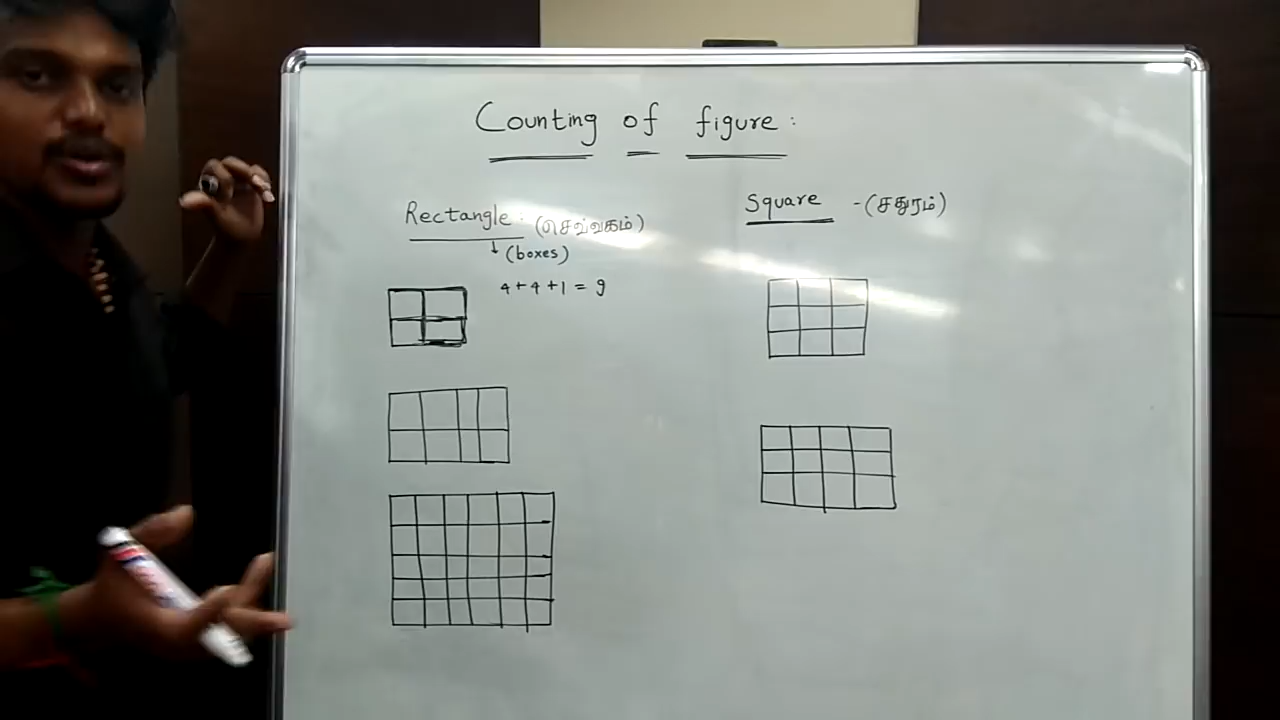 Counting of figure:
Rectangle: (செவ்வகம்)
↓ (boxes)
4+4+1 = 9
Square - (சதுரம்)